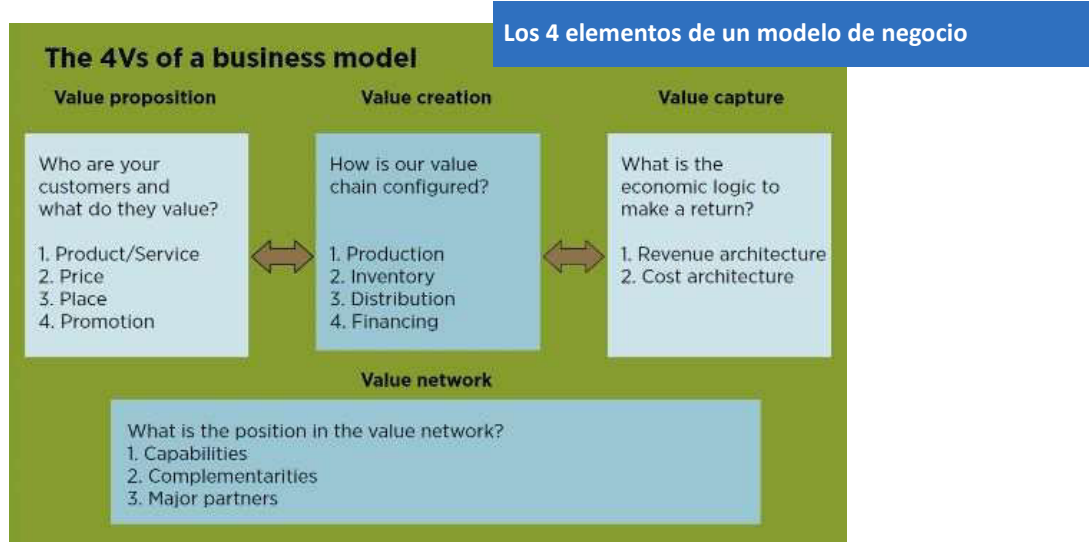 Los 4 elementos de un modelo de negocio
The 4Vs of a business model
Value proposition
Who are your
customers and
what do they value?
1. Product/Service
2. Price
3. Place
4. Promotion
Value creation
How is our value
chain configured?
1. Production
2. Inventory
3. Distribution
4. Financing
Value capture
What is the
economic logic to
make a return?
1. Revenue architecture
2. Cost architecture
Value network
What is the position in the value network?
1. Capabilities
2. Complementarities
3. Major partners